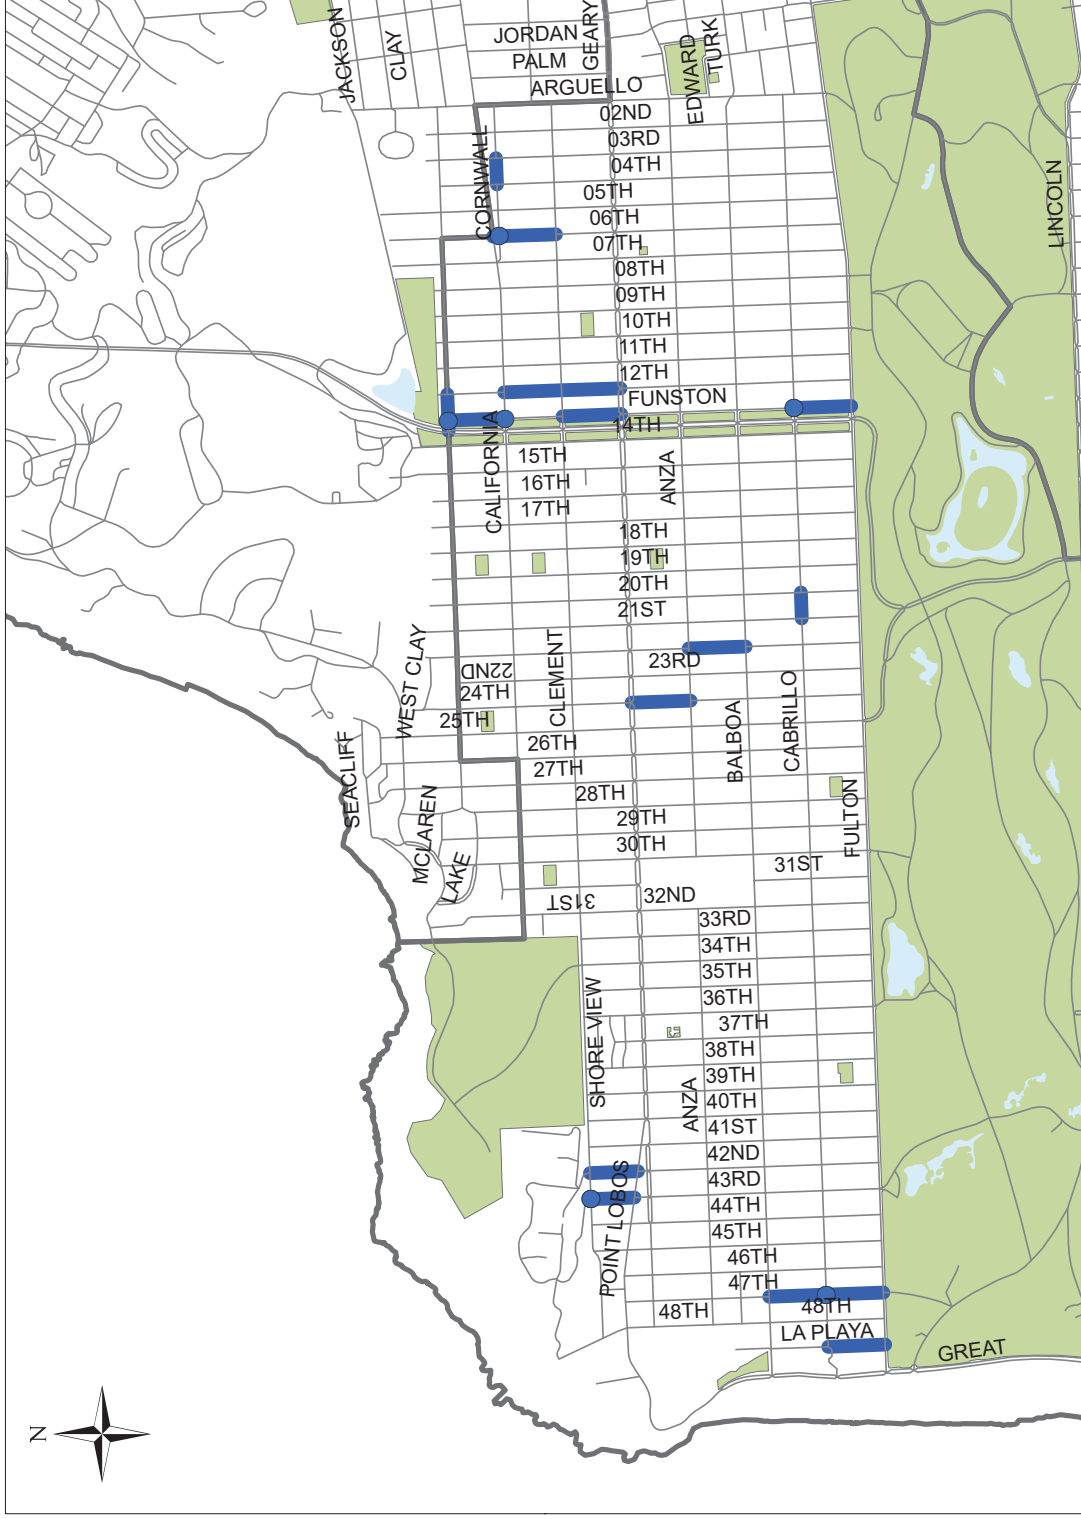 JACKSON
CLAY
JORDAN
PALM
ARGUELLO
GEARY
EDWARD
TURK
02ND
03RD
04TH
05TH
06TH
07TH
08TH
09TH
10TH
11TH
12TH
FUNSTON
14TH
CORNWALL
LINCOLN
CALIFORNIA
15TH
16TH
17TH
ANZA
18TH
19TH
20TH
21ST
22ND
23RD
24TH
25TH
26TH
27TH
28TH
29TH
30TH
WEST CLAY
CLEMENT
SEACLIFF
MCLAREN
LAKE
BALBOA
CABRILLO
FULTON
31ST
31ST
32ND
33RD
34TH
35TH
36TH
37TH
38TH
39TH
40TH
41ST
42ND
43RD
44TH
45TH
46TH
47TH
48TH
48TH
LA PLAYA
SHORE VIEW
ANZA
POINT LOBOS
GREAT
N